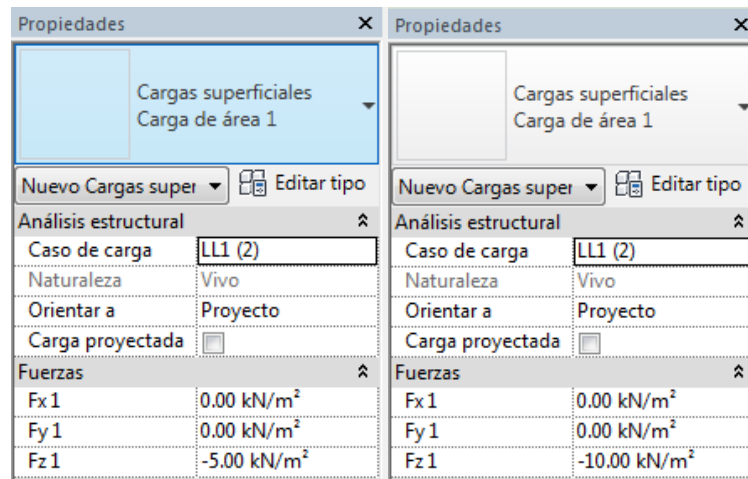 Propiedades
Cargas superficiales
Carga de área 1
Nuevo Cargas super
Editar tipo
Análisis estructural
Caso de carga LL1 (2)
Naturaleza Vivo
Orientar a Proyecto
Carga proyectada
Fuerzas
Fx 1 0.00 kN/m²
Fy 1 0.00 kN/m²
Fz 1 -5.00 kN/m²
Propiedades
Cargas superficiales
Carga de área 1
Nuevo Cargas super
Editar tipo
Análisis estructural
Caso de carga LL1 (2)
Naturaleza Vivo
Orientar a Proyecto
Carga proyectada
Fuerzas
Fx 1 0.00 kN/m²
Fy 1 0.00 kN/m²
Fz 1 -10.00 kN/m²